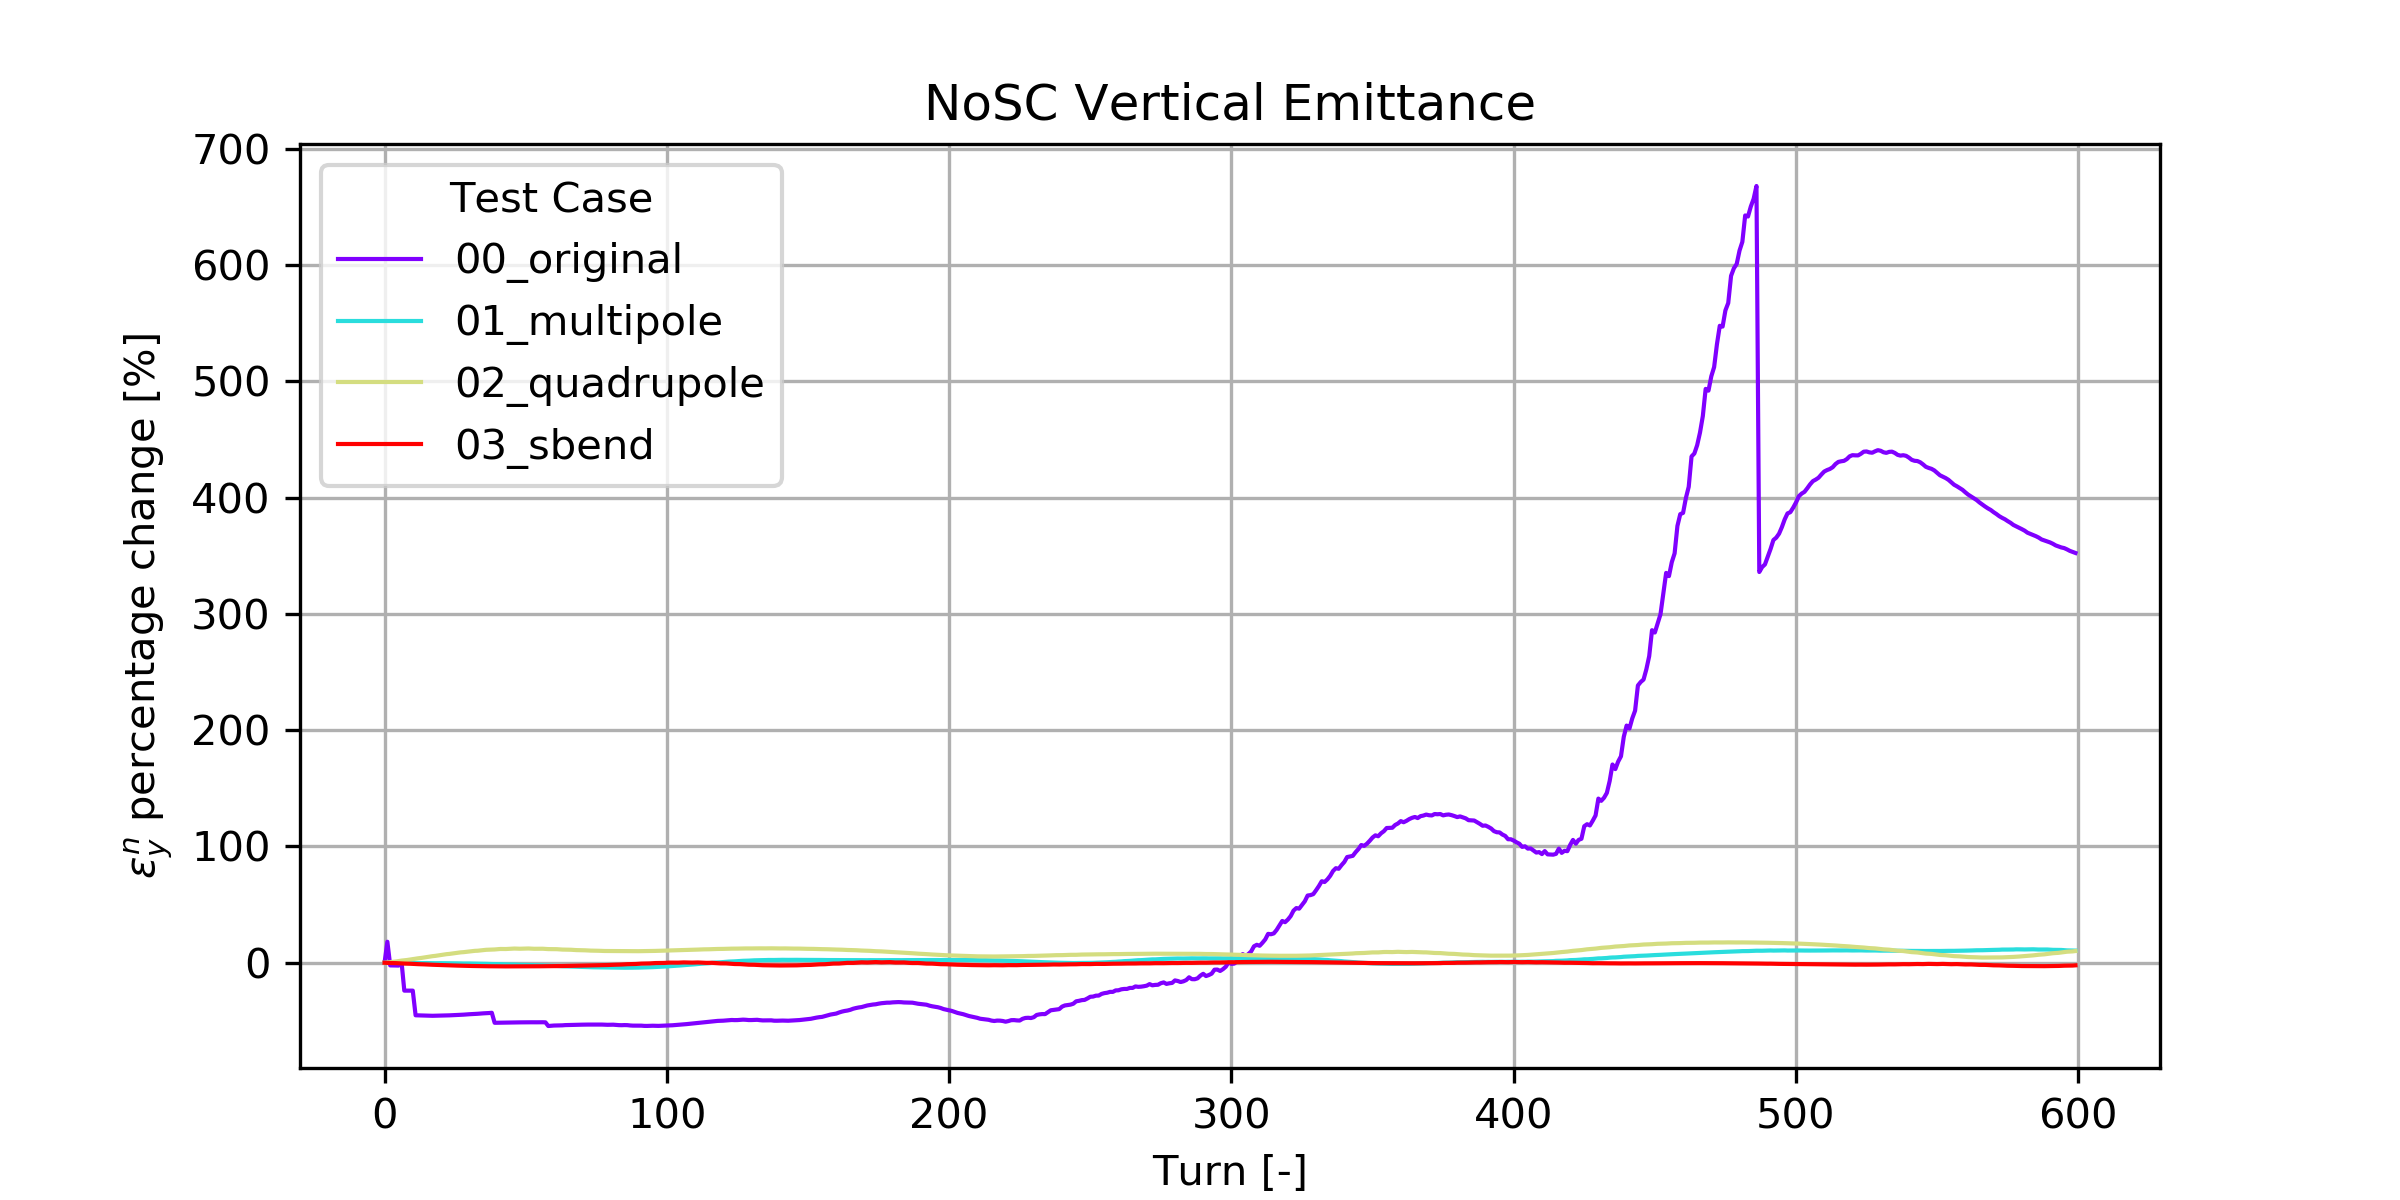 NoSC Vertical Emittance
700
600
500
400
300
200
100
0
ε_y^n percentage change [%]
Test Case
00_original
01_multipole
02_quadrupole
03_sbend
0 100 200 300 400 500 600
Turn [-]